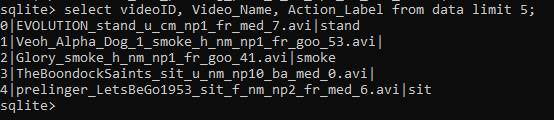 sqlite> select videoID, Video_Name, Action_Label from data limit 5;
0|EVOLUTION_stand_u_cm_np1_fr_med_7.avi|stand
1|Veoh_Alpha_Dog_1_smoke_h_nm_np1_fr_goo_53.avi|
2|Glory_smoke_h_nm_np1_fr_goo_41.avi|smoke
3|TheBoondockSaints_sit_u_nm_np10_ba_med_0.avi|
4|prelinger_LetsBeGo1953_sit_f_nm_np2_fr_med_6.avi|sit
sqlite>